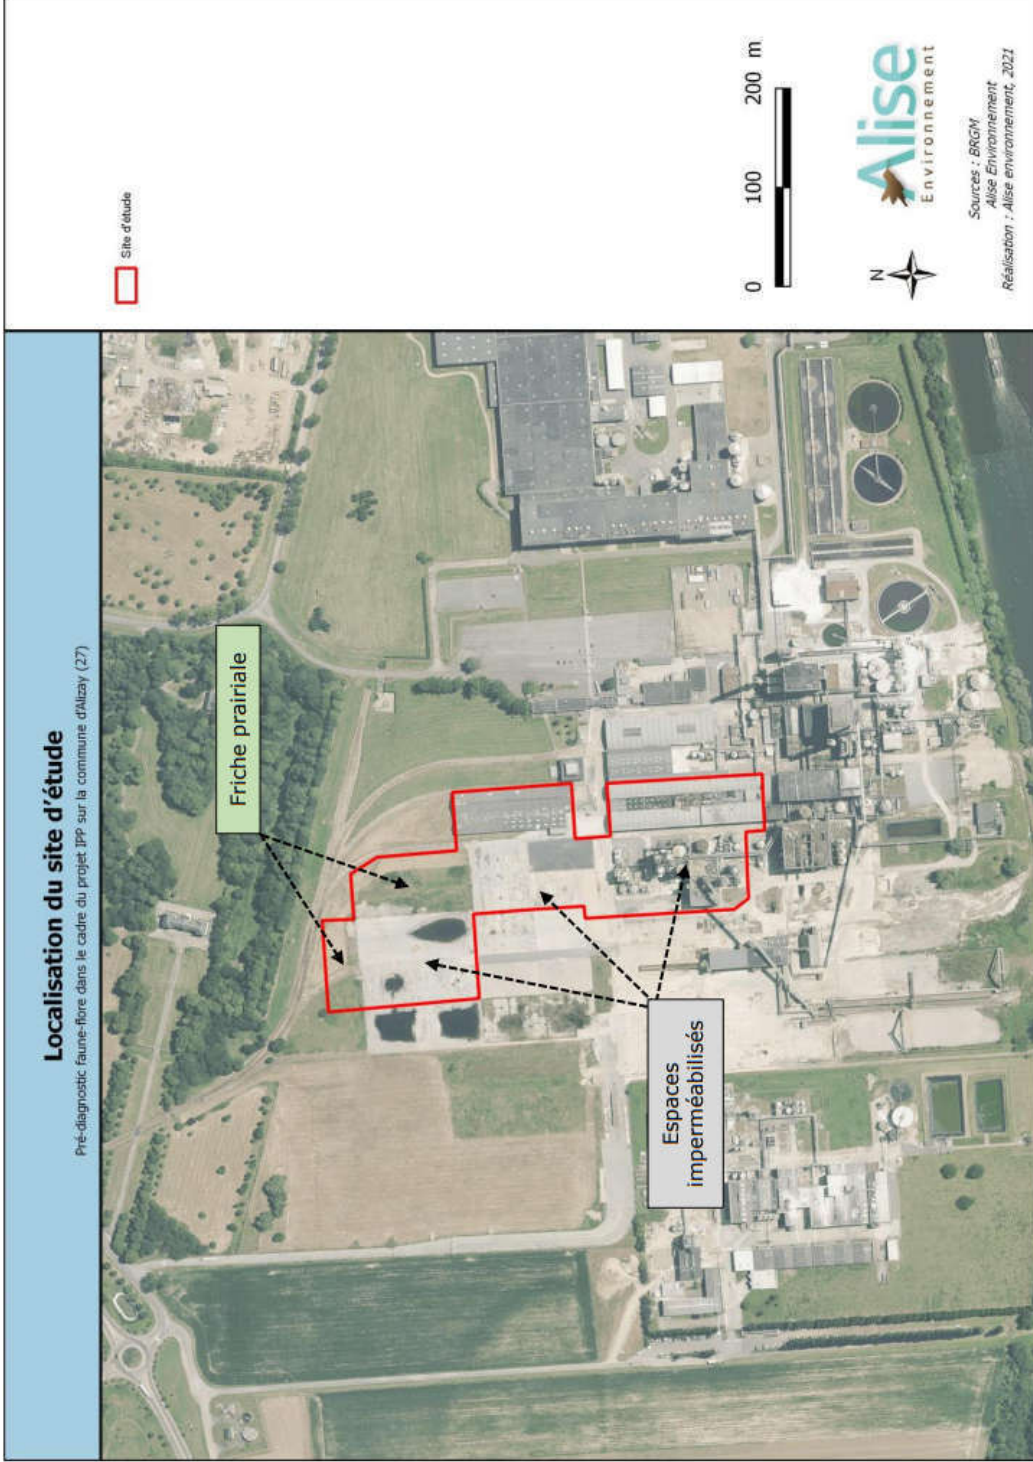 Localisation du site d'étude
Pré-diagnostic faune-flore dans le cadre du projet IPP sur la commune d'Alizay (27)
Friche prairiale
Espaces
imperméabilisés
Site d'étude
0 100 200 m
N
Alise
Environnement
Sources : BRGM
Alise Environnement
Réalisation : Alise environnement, 2021